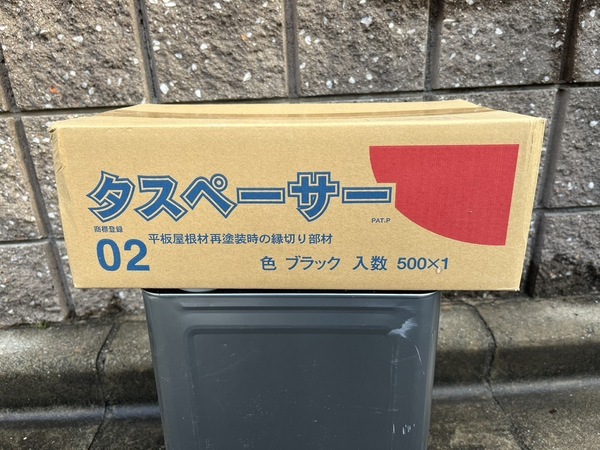 タスペーサー
PAT.P
商標登録
02 平板屋根材再塗装時の縁切り部材
色 ブラック 入数 500×1